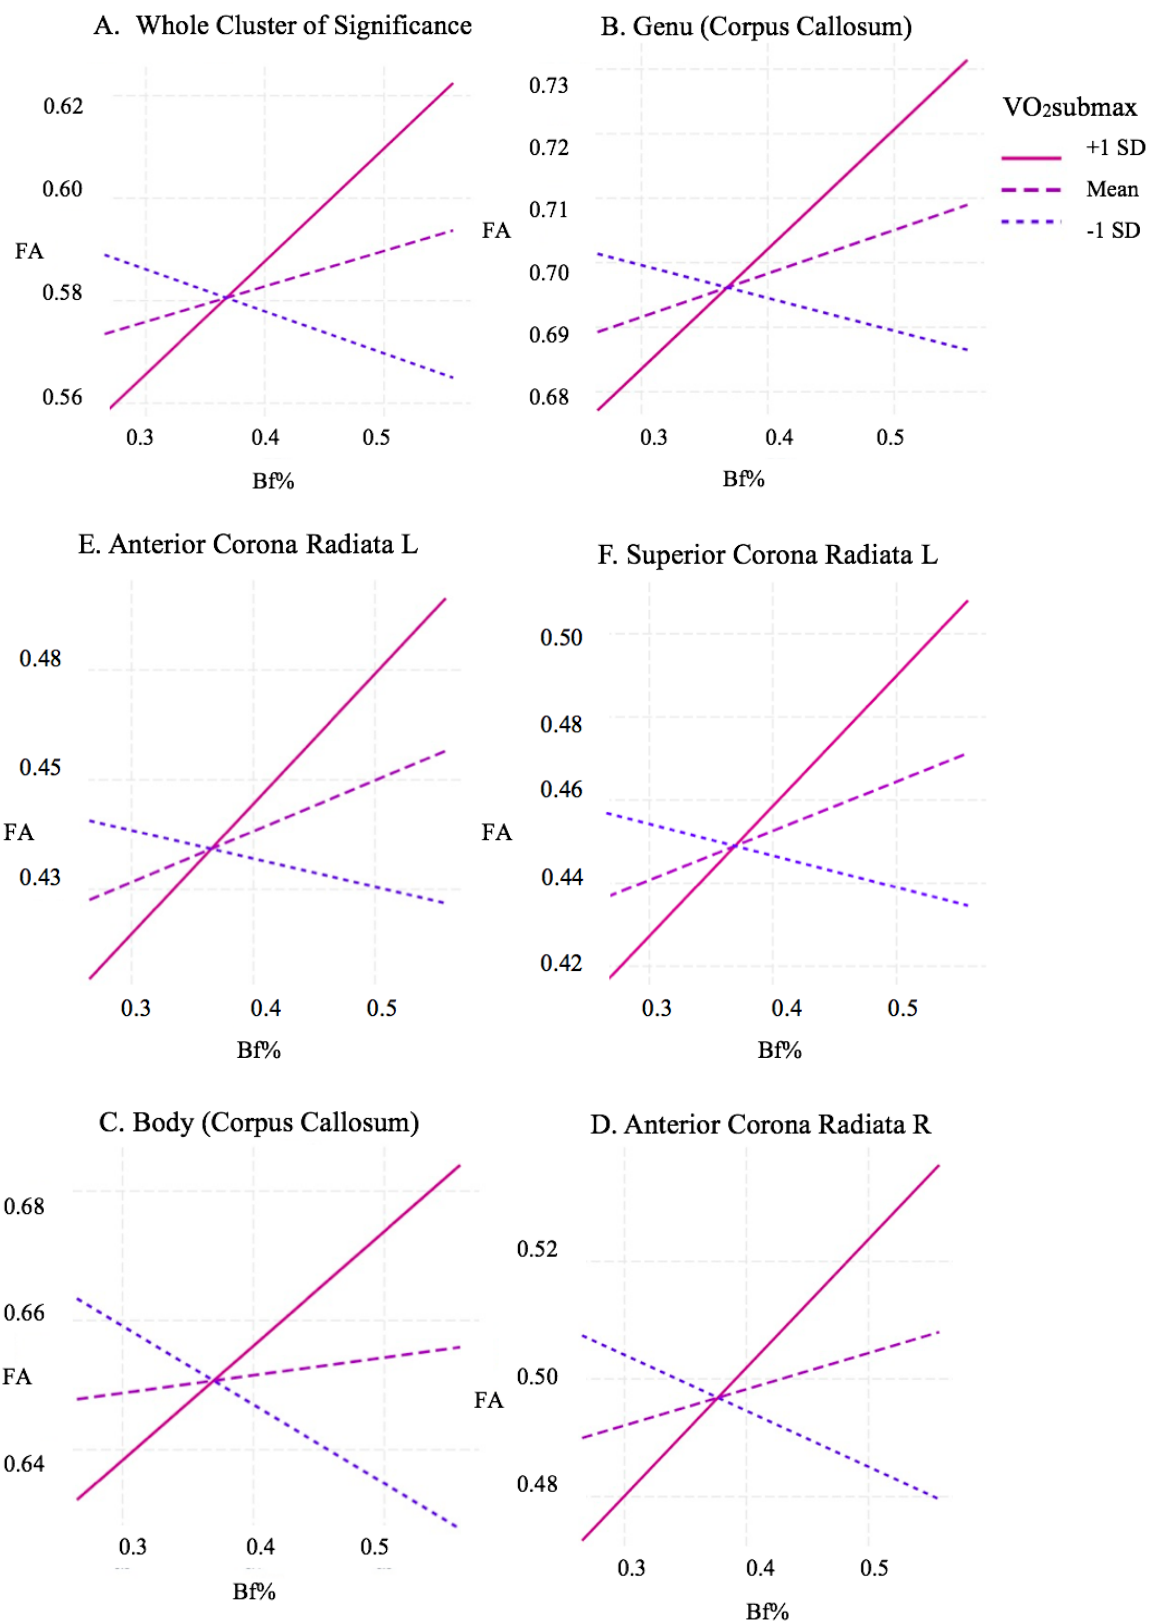 A. Whole Cluster of Significance
B. Genu (Corpus Callosum)
0.62
0.60
FA
0.58
0.56
0.3 0.4 0.5
Bf%
0.73
0.72
0.71
FA
0.70
0.69
0.68
0.3 0.4 0.5
Bf%
VO₂submax
+1 SD
Mean
-1 SD
E. Anterior Corona Radiata L
F. Superior Corona Radiata L
0.48
0.45
FA
0.43
0.3 0.4 0.5
Bf%
0.50
0.48
0.46
FA
0.44
0.42
0.3 0.4 0.5
Bf%
C. Body (Corpus Callosum)
D. Anterior Corona Radiata R
0.68
0.66
FA
0.64
0.3 0.4 0.5
Bf%
0.52
0.50
FA
0.48
0.3 0.4 0.5
Bf%